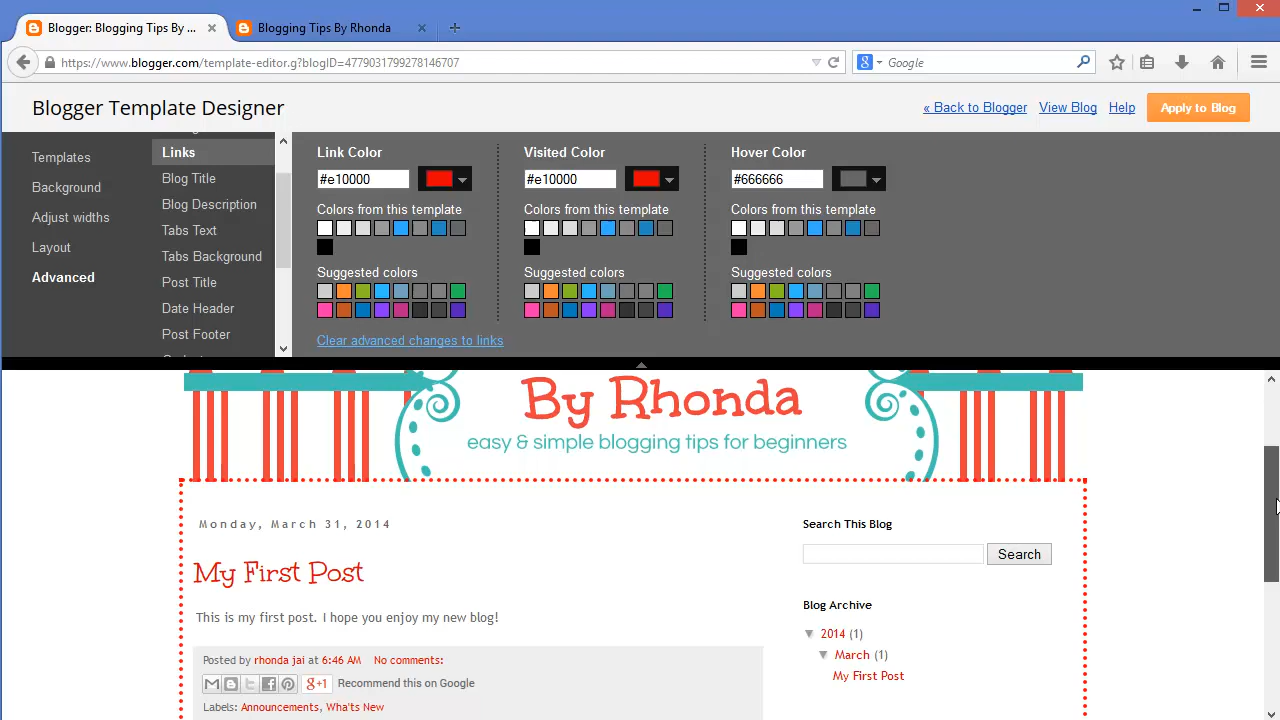 Blogger: Blogging Tips By ...
Blogging Tips By Rhonda
https://www.blogger.com/template-editor.g?blogID=4779031799278146707
Google
Blogger Template Designer
« Back to Blogger View Blog Help Apply to Blog
Templates
Background
Adjust widths
Layout
Advanced
Links
Blog Title
Blog Description
Tabs Text
Tabs Background
Post Title
Date Header
Post Footer
Link Color
#e10000
Colors from this template
Suggested colors
Visited Color
#e10000
Colors from this template
Suggested colors
Hover Color
#666666
Colors from this template
Suggested colors
Clear advanced changes to links
By Rhonda
easy & simple blogging tips for beginners
Monday, March 31, 2014
My First Post
This is my first post. I hope you enjoy my new blog!
Posted by rhonda jai at 6:46 AM No comments:
g+1 Recommend this on Google
Labels: Announcements, Wha'ts New
Search This Blog
Search
Blog Archive
▼ 2014 (1)
▼ March (1)
My First Post